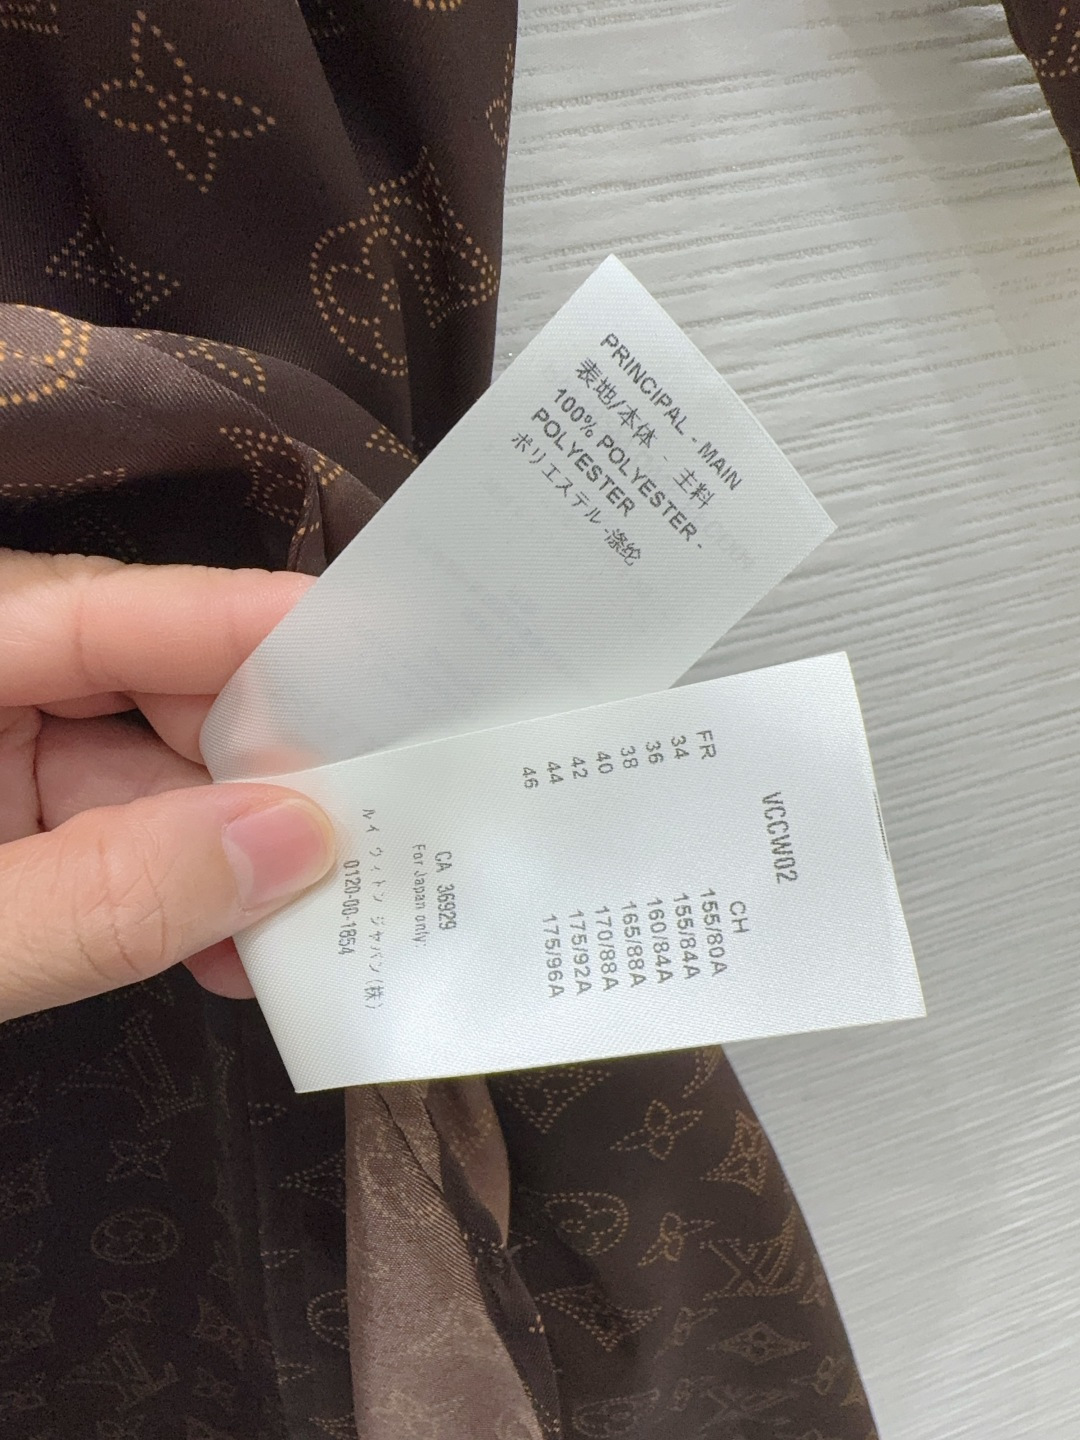 PRINCIPAL - MAIN
表地/本体 - 主料
100% POLYESTER -
POLYESTER
ポリエステル -涤纶
VCCW02
FR CH
34 155/80A
36 155/84A
38 160/84A
40 165/88A
42 170/88A
44 175/92A
46 175/96A
CA 36929
For Japan only:
ルイ ヴィトン ジャパン(株)
0120-00-1854